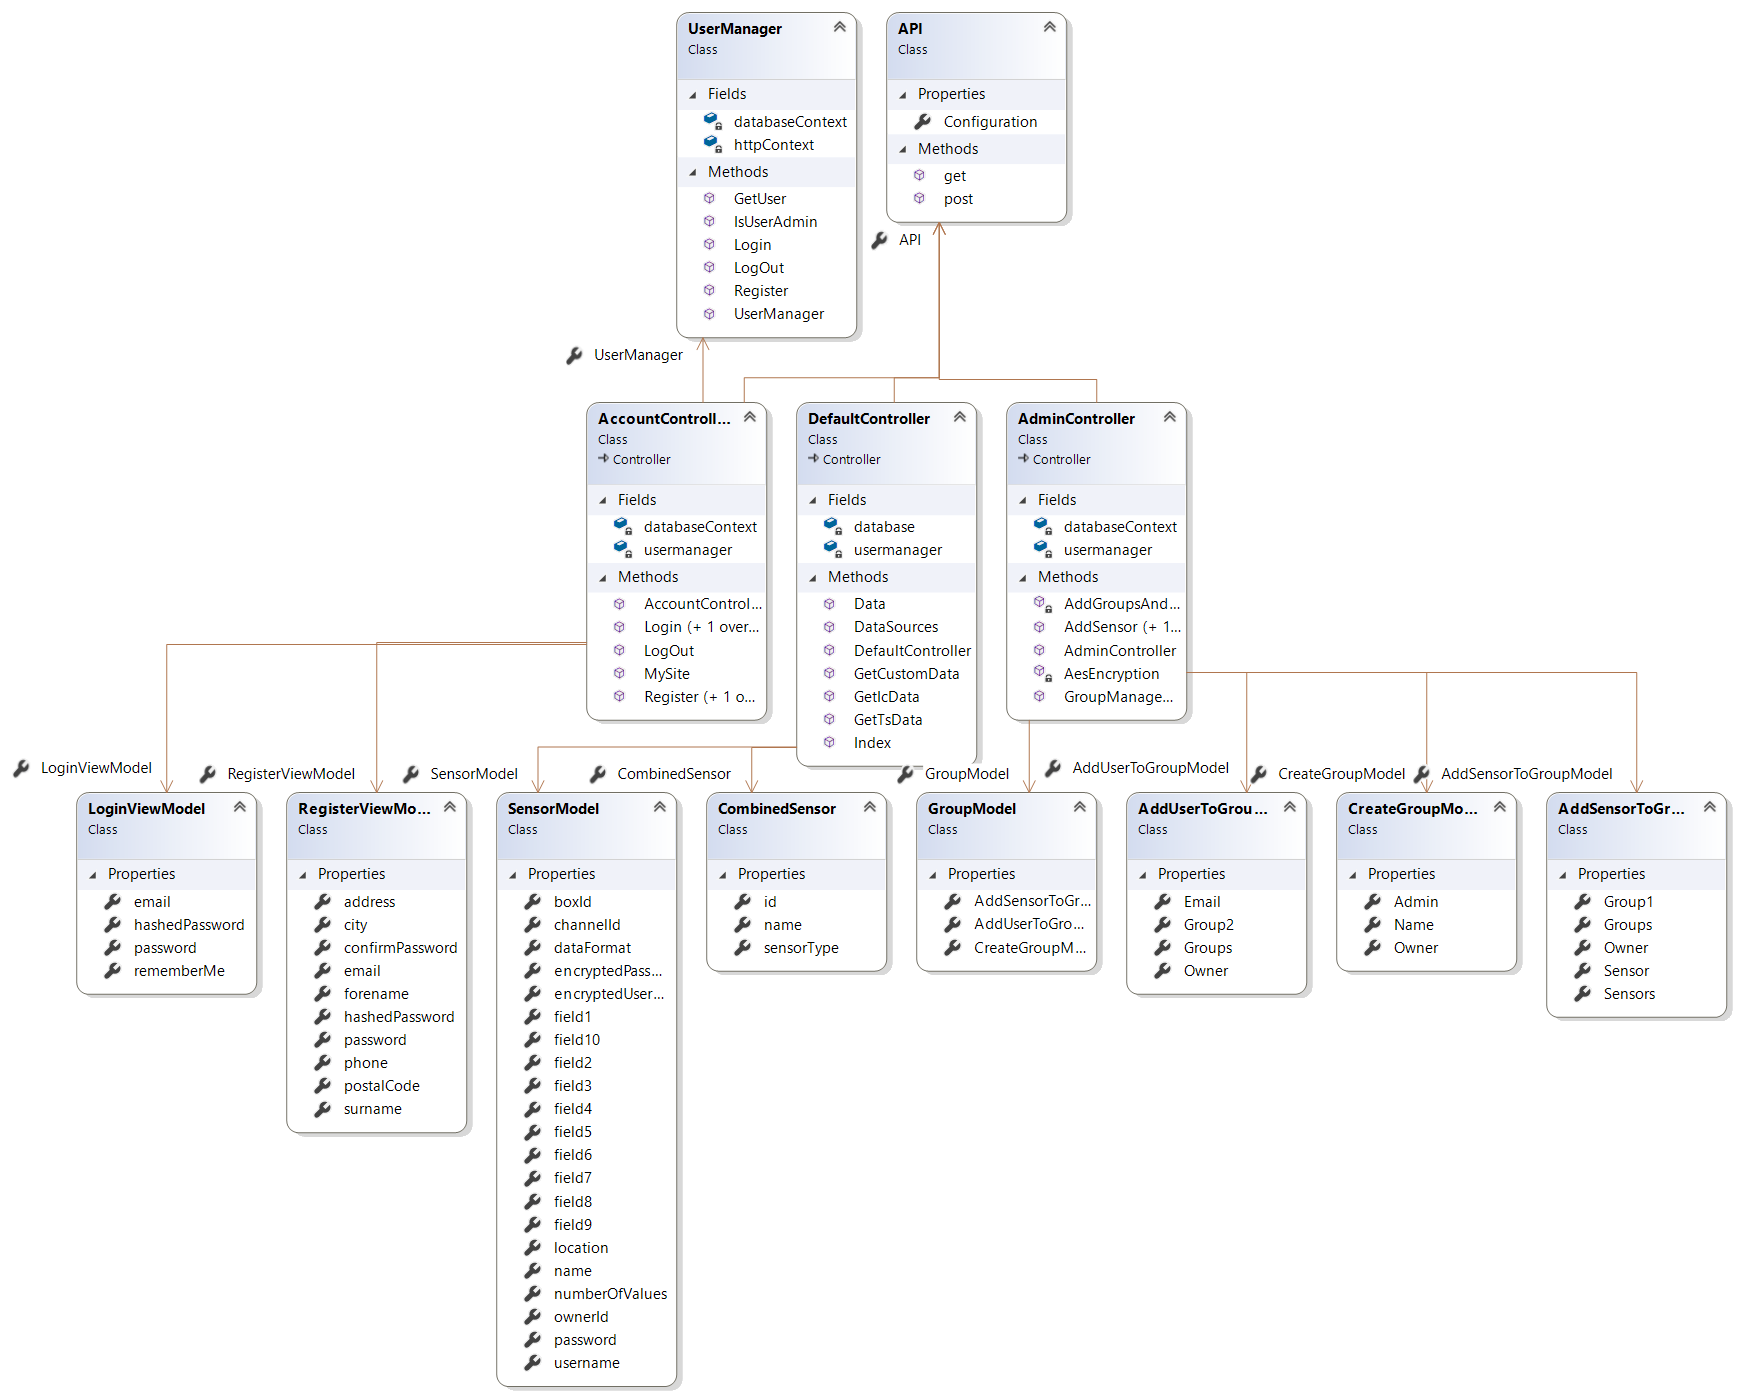 UserManager
Class
Fields
databaseContext
httpContext
Methods
GetUser
IsUserAdmin
Login
LogOut
Register
UserManager
API
Class
Properties
Configuration
Methods
get
post
API
UserManager
AccountControll...
Class
Controller
Fields
databaseContext
usermanager
Methods
AccountControl...
Login (+ 1 over...
LogOut
MySite
Register (+ 1 o...
DefaultController
Class
Controller
Fields
database
usermanager
Methods
Data
DataSources
DefaultController
GetCustomData
GetIcData
GetTsData
Index
AdminController
Class
Controller
Fields
databaseContext
usermanager
Methods
AddGroupsAnd...
AddSensor (+ 1...
AdminController
AesEncryption
GroupManage...
LoginViewModel
RegisterViewModel
SensorModel
CombinedSensor
GroupModel
AddUserToGroupModel
CreateGroupModel
AddSensorToGroupModel
LoginViewModel
Class
Properties
email
hashedPassword
password
rememberMe
RegisterViewMo...
Class
Properties
address
city
confirmPassword
email
forename
hashedPassword
password
phone
postalCode
surname
SensorModel
Class
Properties
boxId
channelId
dataFormat
encryptedPass...
encryptedUser...
field1
field10
field2
field3
field4
field5
field6
field7
field8
field9
location
name
numberOfValues
ownerId
password
username
CombinedSensor
Class
Properties
id
name
sensorType
GroupModel
Class
Properties
AddSensorToGr...
AddUserToGro...
CreateGroupM...
AddUserToGrou...
Class
Properties
Email
Group2
Groups
Owner
CreateGroupMo...
Class
Properties
Admin
Name
Owner
AddSensorToGr...
Class
Properties
Group1
Groups
Owner
Sensor
Sensors